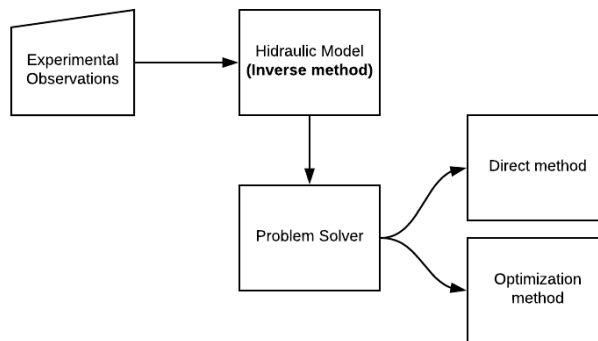 Experimental
Observations
Hidraulic Model
(Inverse method)
Problem Solver
Direct method
Optimization
method